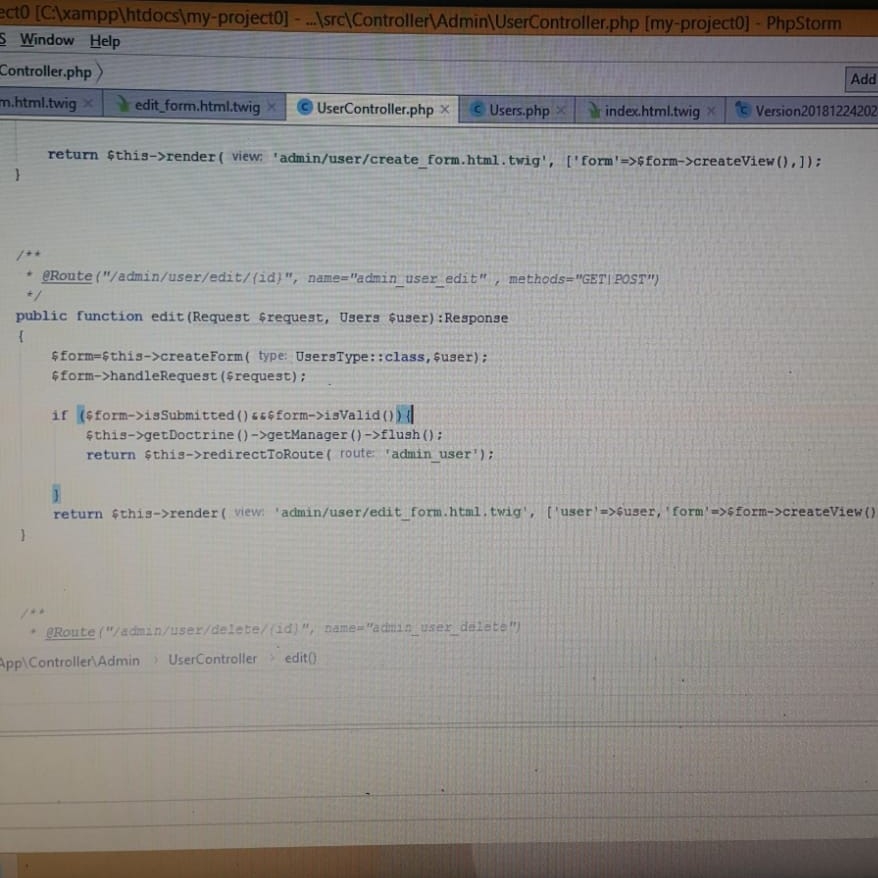 ect0 [C:\xampp\htdocs\my-project0] - ...\src\Controller\Admin\UserController.php [my-project0] - PhpStorm
S Window Help
Controller.php
Add
m.html.twig × edit_form.html.twig × UserController.php × Users.php × index.html.twig × Version20181224202
return $this->render( view: 'admin/user/create_form.html.twig', ['form'=>$form->createView(),]);
}
/**
* @Route("/admin/user/edit/{id}", name="admin_user_edit" , methods="GET|POST")
*/
public function edit(Request $request, Users $user):Response
{
$form=$this->createForm( type: UsersType::class,$user);
$form->handleRequest($request);
if ($form->isSubmitted()&&$form->isValid()){
$this->getDoctrine()->getManager()->flush();
return $this->redirectToRoute( route: 'admin_user');
}
return $this->render( view: 'admin/user/edit_form.html.twig', ['user'=>$user,'form'=>$form->createView()
}
/**
* @Route("/admin/user/delete/{id}", name="admin_user_delete")
App\Controller\Admin › UserController › edit()